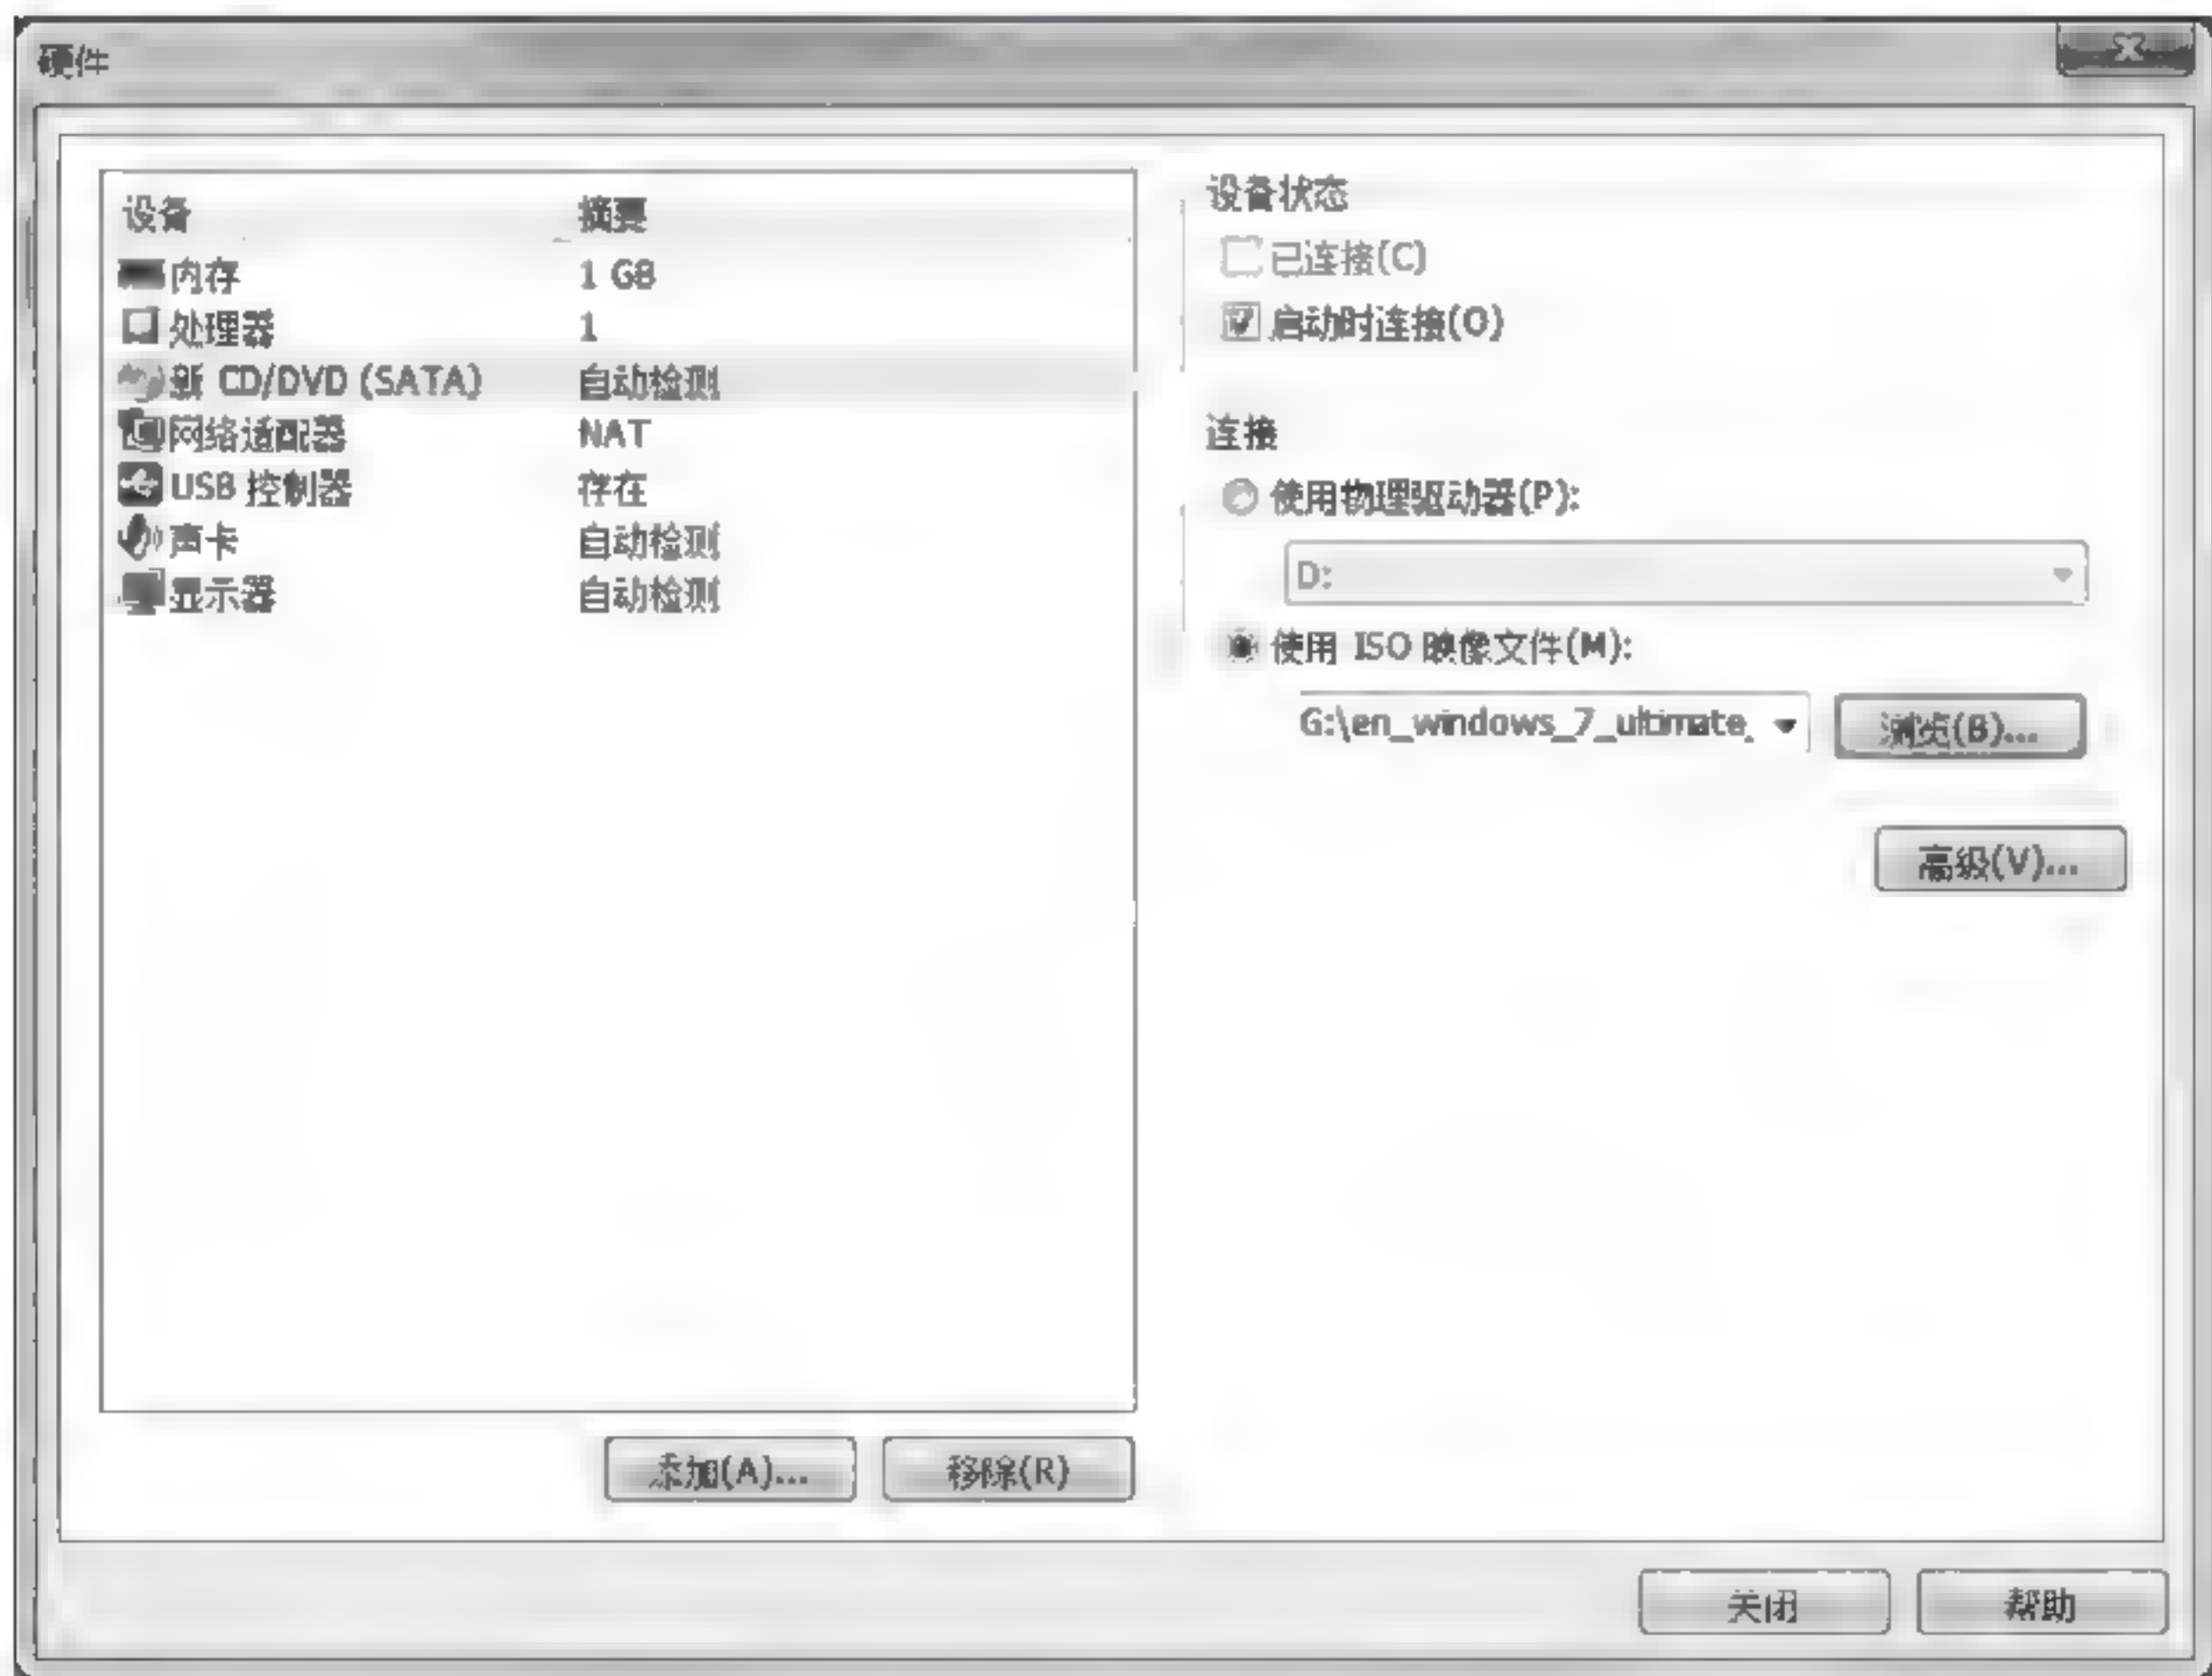 硬件
设备 摘要
内存 1 GB
处理器 1
新 CD/DVD (SATA) 自动检测
网络适配器 NAT
USB 控制器 存在
声卡 自动检测
显示器 自动检测
添加(A)... 移除(R)
设备状态
已连接(C)
启动时连接(O)
连接
使用物理驱动器(P):
D:
使用 ISO 映像文件(M):
G:\en_windows_7_ultimate_ 浏览(B)...
高级(V)...
关闭 帮助